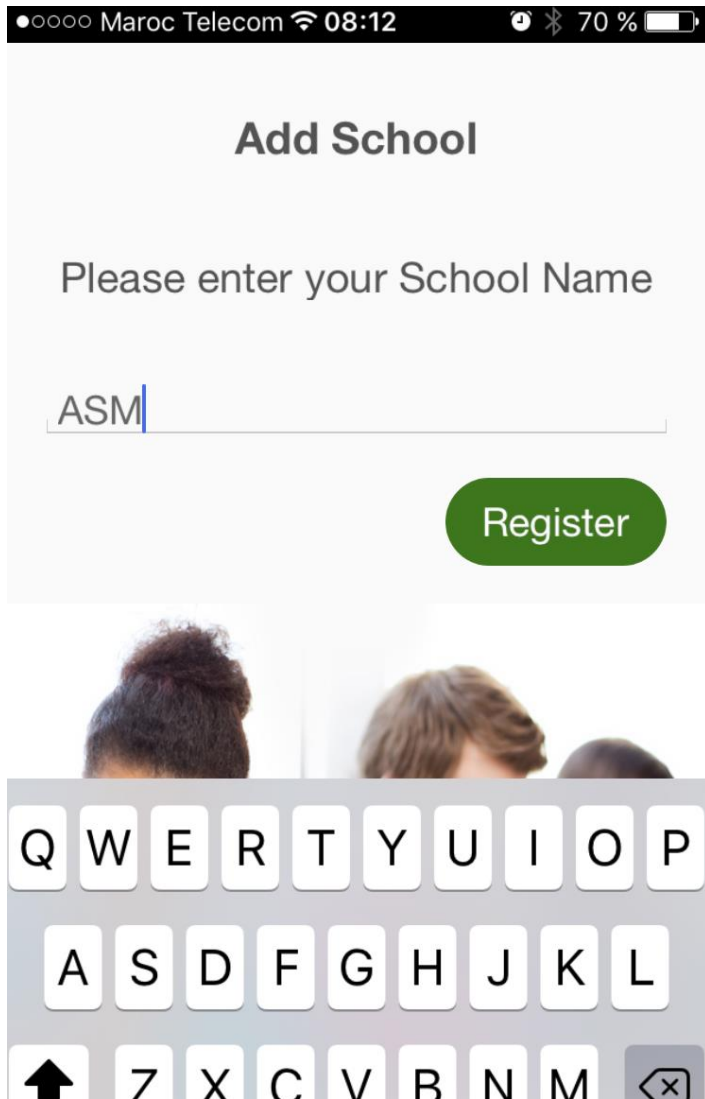 Maroc Telecom 08:12 70 %
Add School
Please enter your School Name
ASM
Register
Q W E R T Y U I O P
A S D F G H J K L
Z X C V B N M